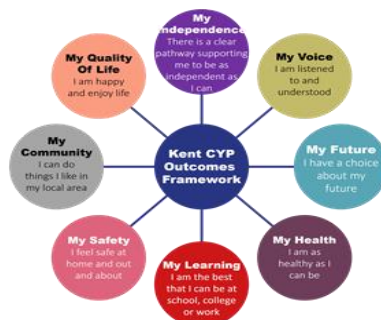 My
Independence
There is a clear
pathway supporting
me to be as
independent as
I can
My Voice
I am listened
to and
understood
My Future
I have a choice
about my
future
My Health
I am as
healthy as I
can be
My Learning
I am the best
that I can be at
school, college
or work
My Safety
I feel safe at
home and out
and about
My
Community
I can do
things I like in
my local area
My Quality
Of Life
I am happy
and enjoy life
Kent CYP
Outcomes
Framework